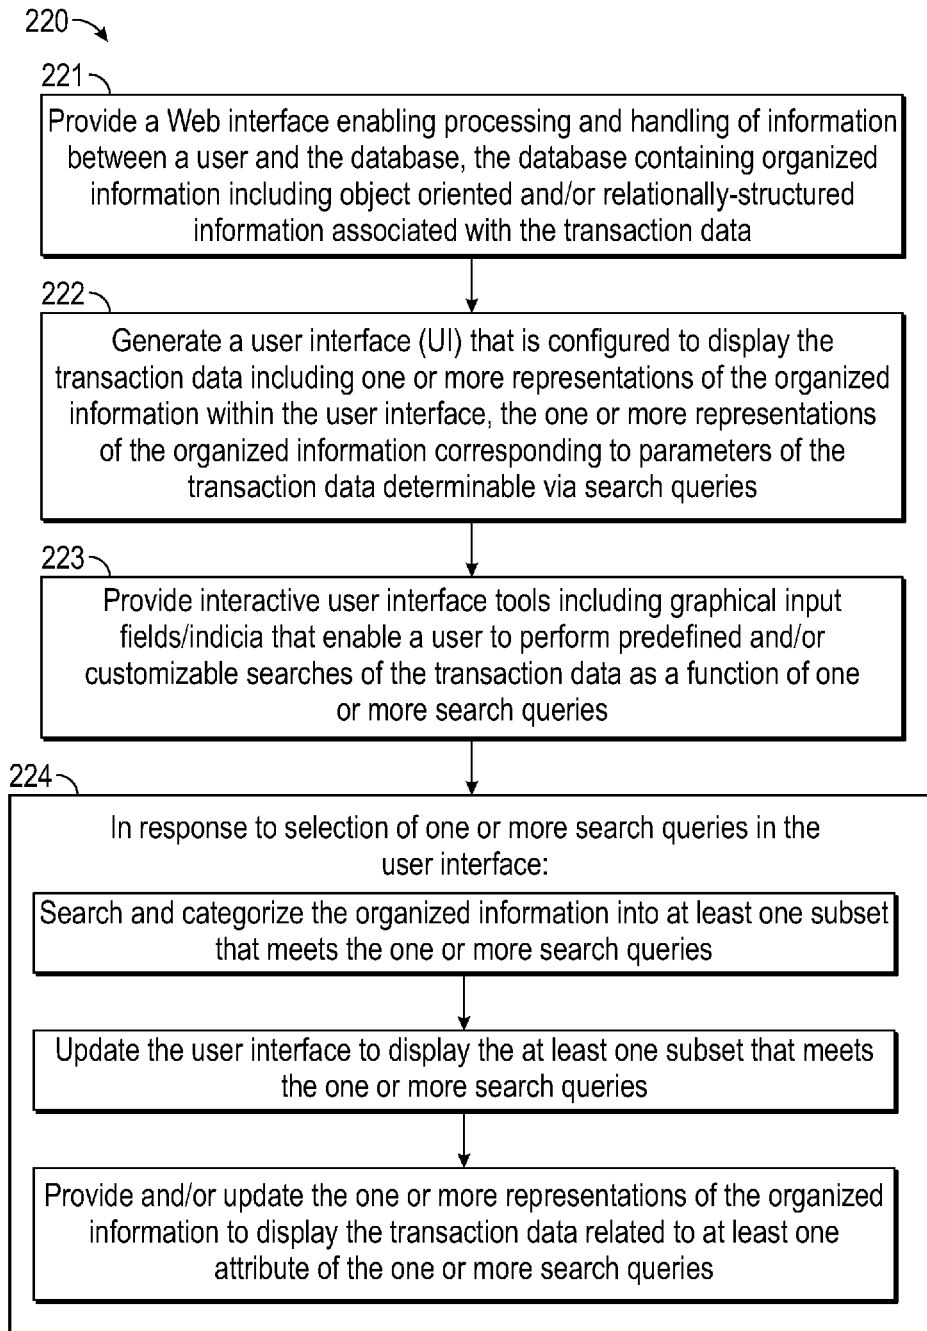 220
221
Provide a Web interface enabling processing and handling of information
between a user and the database, the database containing organized
information including object oriented and/or relationally-structured
information associated with the transaction data
222
Generate a user interface (UI) that is configured to display the
transaction data including one or more representations of the organized
information within the user interface, the one or more representations
of the organized information corresponding to parameters of the
transaction data determinable via search queries
223
Provide interactive user interface tools including graphical input
fields/indicia that enable a user to perform predefined and/or
customizable searches of the transaction data as a function of one
or more search queries
224
In response to selection of one or more search queries in the
user interface:
Search and categorize the organized information into at least one subset
that meets the one or more search queries
Update the user interface to display the at least one subset that meets
the one or more search queries
Provide and/or update the one or more representations of the organized
information to display the transaction data related to at least one
attribute of the one or more search queries